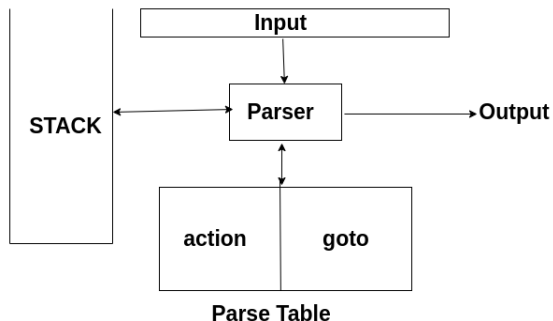 Input
STACK
Parser
Output
action
goto
Parse Table